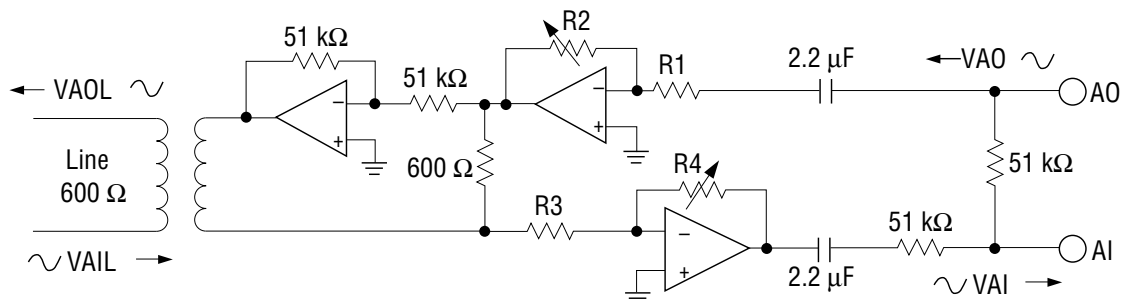 51 kΩ
R2
← VAOL
51 kΩ
R1
2.2 μF
← VAO
AO
−
+
−
+
Line
600 Ω
600 Ω
R4
51 kΩ
R3
51 kΩ
−
+
AI
VAIL →
2.2 μF
VAI →